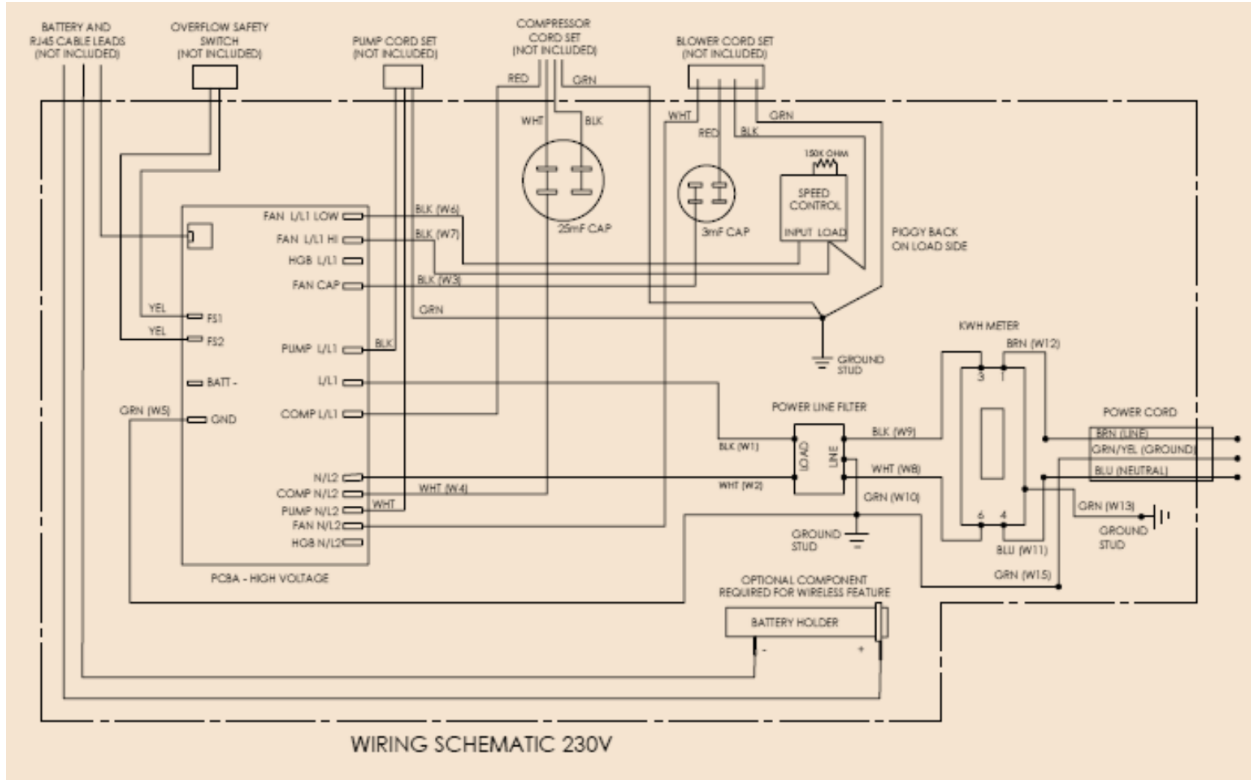 BATTERY AND
RJ45 CABLE LEADS
(NOT INCLUDED)
OVERFLOW SAFETY
SWITCH
(NOT INCLUDED)
PUMP CORD SET
(NOT INCLUDED)
COMPRESSOR
CORD SET
(NOT INCLUDED)
BLOWER CORD SET
(NOT INCLUDED)
RED
GRN
WHT
BLK
WHT
RED
BLK
GRN
150K OHM
SPEED
CONTROL
INPUT LOAD
25mF CAP
3mF CAP
PIGGY BACK
ON LOAD SIDE
FAN L/L1 LOW
BLK (W6)
FAN L/L1 HI
BLK (W7)
HGB L/L1
FAN CAP
BLK (W3)
GRN
YEL
FS1
YEL
FS2
PUMP L/L1
BLK
BATT -
L/L1
GRN (W5)
GND
COMP L/L1
GROUND
STUD
KWH METER
BRN (W12)
3 1
POWER LINE FILTER
POWER CORD
BLK (W1)
LOAD
LINE
BLK (W9)
BRN (LINE)
GRN/YEL (GROUND)
BLU (NEUTRAL)
N/L2
WHT (W2)
WHT (W8)
COMP N/L2
WHT (W4)
PUMP N/L2
WHT
GRN (W10)
GRN (W13)
FAN N/L2
6 4
HGB N/L2
GROUND
STUD
BLU (W11)
GROUND
STUD
PCBA - HIGH VOLTAGE
GRN (W15)
OPTIONAL COMPONENT
REQUIRED FOR WIRELESS FEATURE
BATTERY HOLDER
- +
WIRING SCHEMATIC 230V